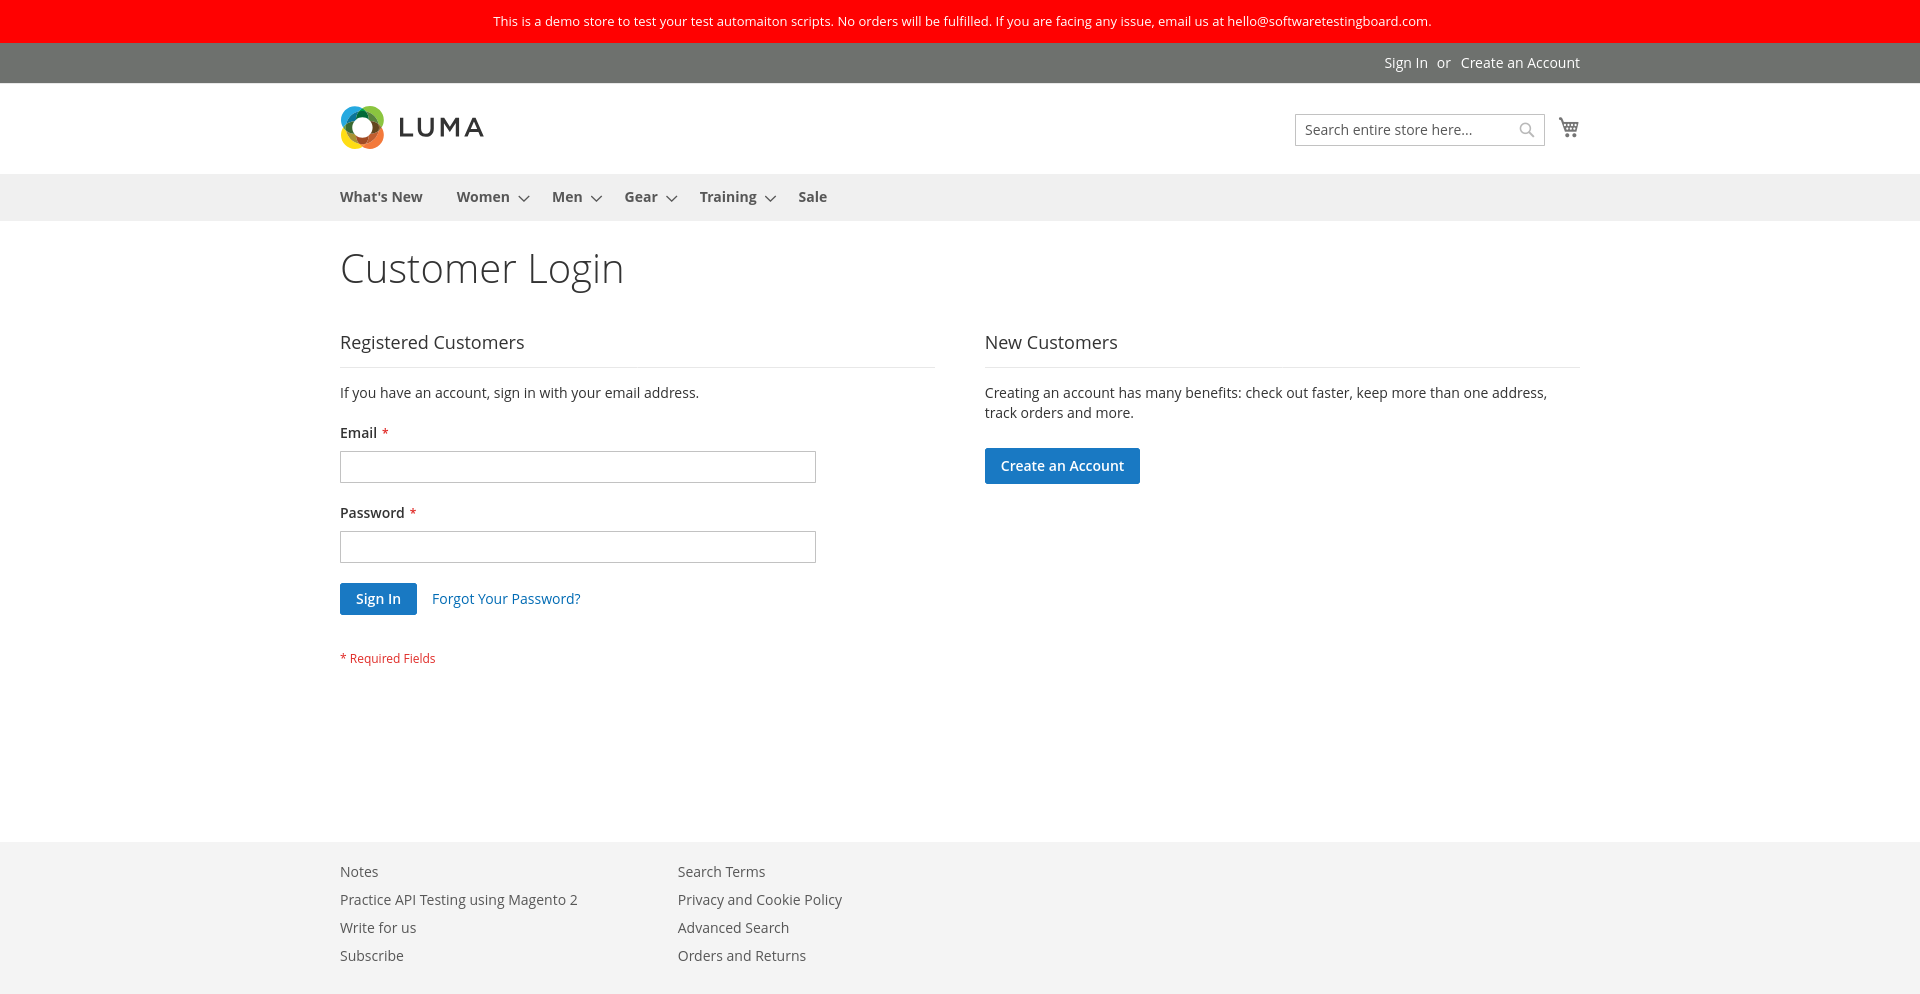 This is a demo store to test your test automaiton scripts. No orders will be fulfilled. If you are facing any issue, email us at hello@softwaretestingboard.com.
Sign In or Create an Account
LUMA
Search entire store here...
What's New Women Men Gear Training Sale
Customer Login
Registered Customers
If you have an account, sign in with your email address.
Email *
Password *
Sign In Forgot Your Password?
* Required Fields
New Customers
Creating an account has many benefits: check out faster, keep more than one address,
track orders and more.
Create an Account
Notes
Practice API Testing using Magento 2
Write for us
Subscribe
Search Terms
Privacy and Cookie Policy
Advanced Search
Orders and Returns